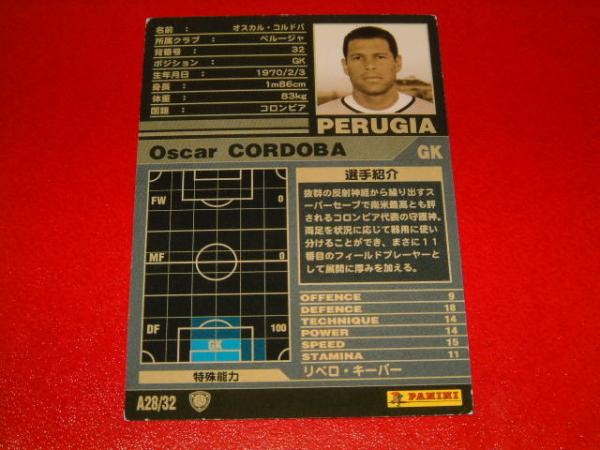 名前 : オスカル・コルドバ
所属クラブ : ペルージャ
背番号 : 32
ポジション : GK
生年月日 : 1970/2/3
身長 : 1m86cm
体重 : 83kg
国籍 : コロンビア
PERUGIA
Oscar CORDOBA GK
FW 0
MF 0
DF 100
GK
選手紹介
抜群の反射神経から繰り出すス
ーパーセーブで南米最高とも評
されるコロンビア代表の守護神。
両足を状況に応じて器用に使い
分けることができ、まさに11
番目のフィールドプレーヤーと
して展開に厚みを加える。
OFFENCE 9
DEFENCE 18
TECHNIQUE 14
POWER 14
SPEED 15
STAMINA 11
特殊能力 リベロ・キーパー
A28/32
PANINI